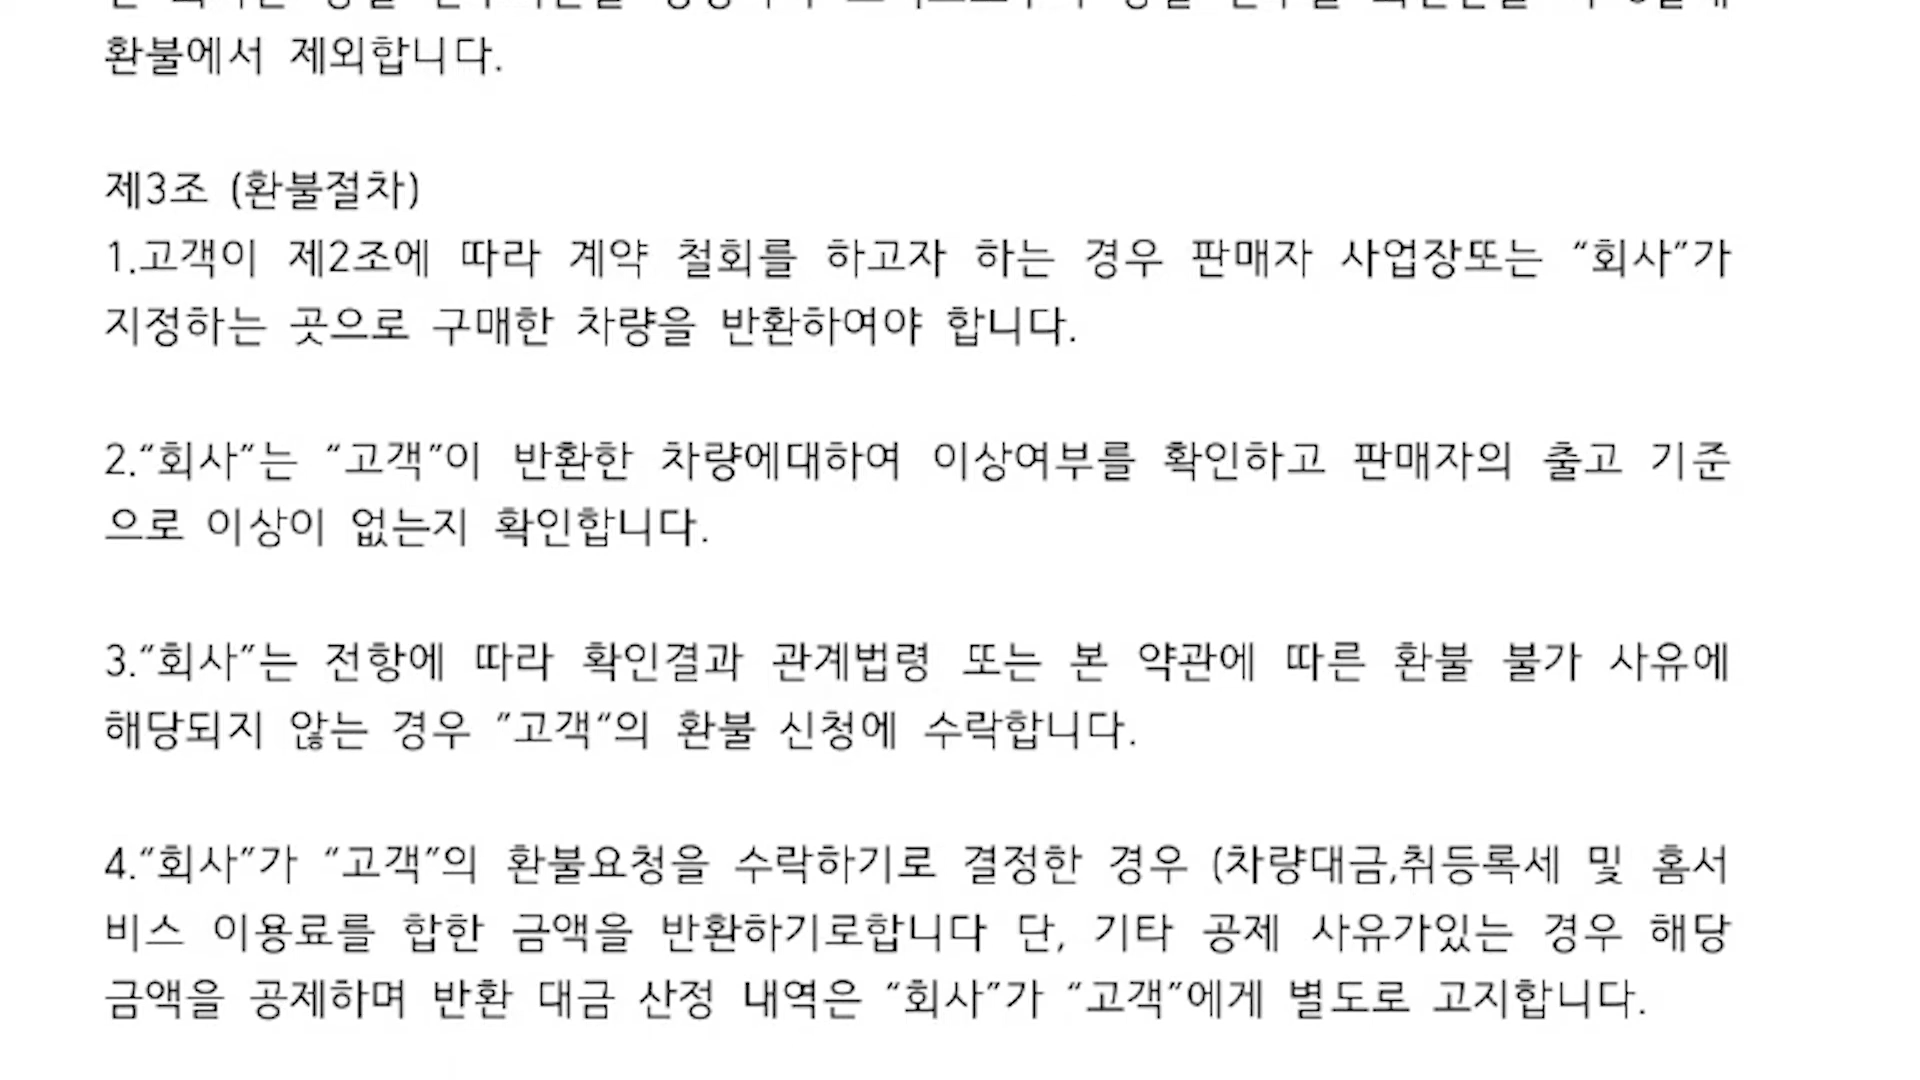 환불에서 제외합니다.
제3조 (환불절차)
1.고객이 제2조에 따라 계약 철회를 하고자 하는 경우 판매자 사업장또는 "회사"가
지정하는 곳으로 구매한 차량을 반환하여야 합니다.
2."회사"는 "고객"이 반환한 차량에대하여 이상여부를 확인하고 판매자의 출고 기준
으로 이상이 없는지 확인합니다.
3."회사"는 전항에 따라 확인결과 관계법령 또는 본 약관에 따른 환불 불가 사유에
해당되지 않는 경우 "고객"의 환불 신청에 수락합니다.
4."회사"가 "고객"의 환불요청을 수락하기로 결정한 경우 (차량대금,취등록세 및 홈서
비스 이용료를 합한 금액을 반환하기로합니다 단, 기타 공제 사유가있는 경우 해당
금액을 공제하며 반환 대금 산정 내역은 "회사"가 "고객"에게 별도로 고지합니다.